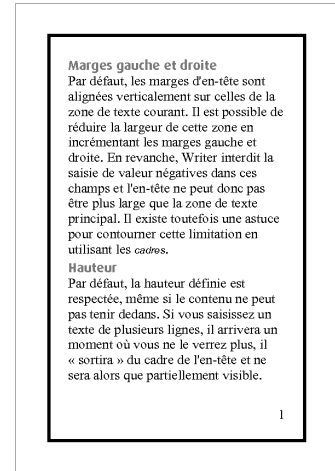 Marges gauche et droite
Par défaut, les marges d'en-tête sont
alignées verticalement sur celles de la
zone de texte courant. Il est possible de
réduire la largeur de cette zone en
incrémentant les marges gauche et
droite. En revanche, Writer interdit la
saisie de valeur négatives dans ces
champs et l'en-tête ne peut donc pas
être plus large que la zone de texte
principal. Il existe toutefois une astuce
pour contourner cette limitation en
utilisant les cadres.
Hauteur
Par défaut, la hauteur définie est
respectée, même si le contenu ne peut
pas tenir dedans. Si vous saisissez un
texte de plusieurs lignes, il arrivera un
moment où vous ne le verrez plus, il
« sortira » du cadre de l'en-tête et ne
sera alors que partiellement visible.
1